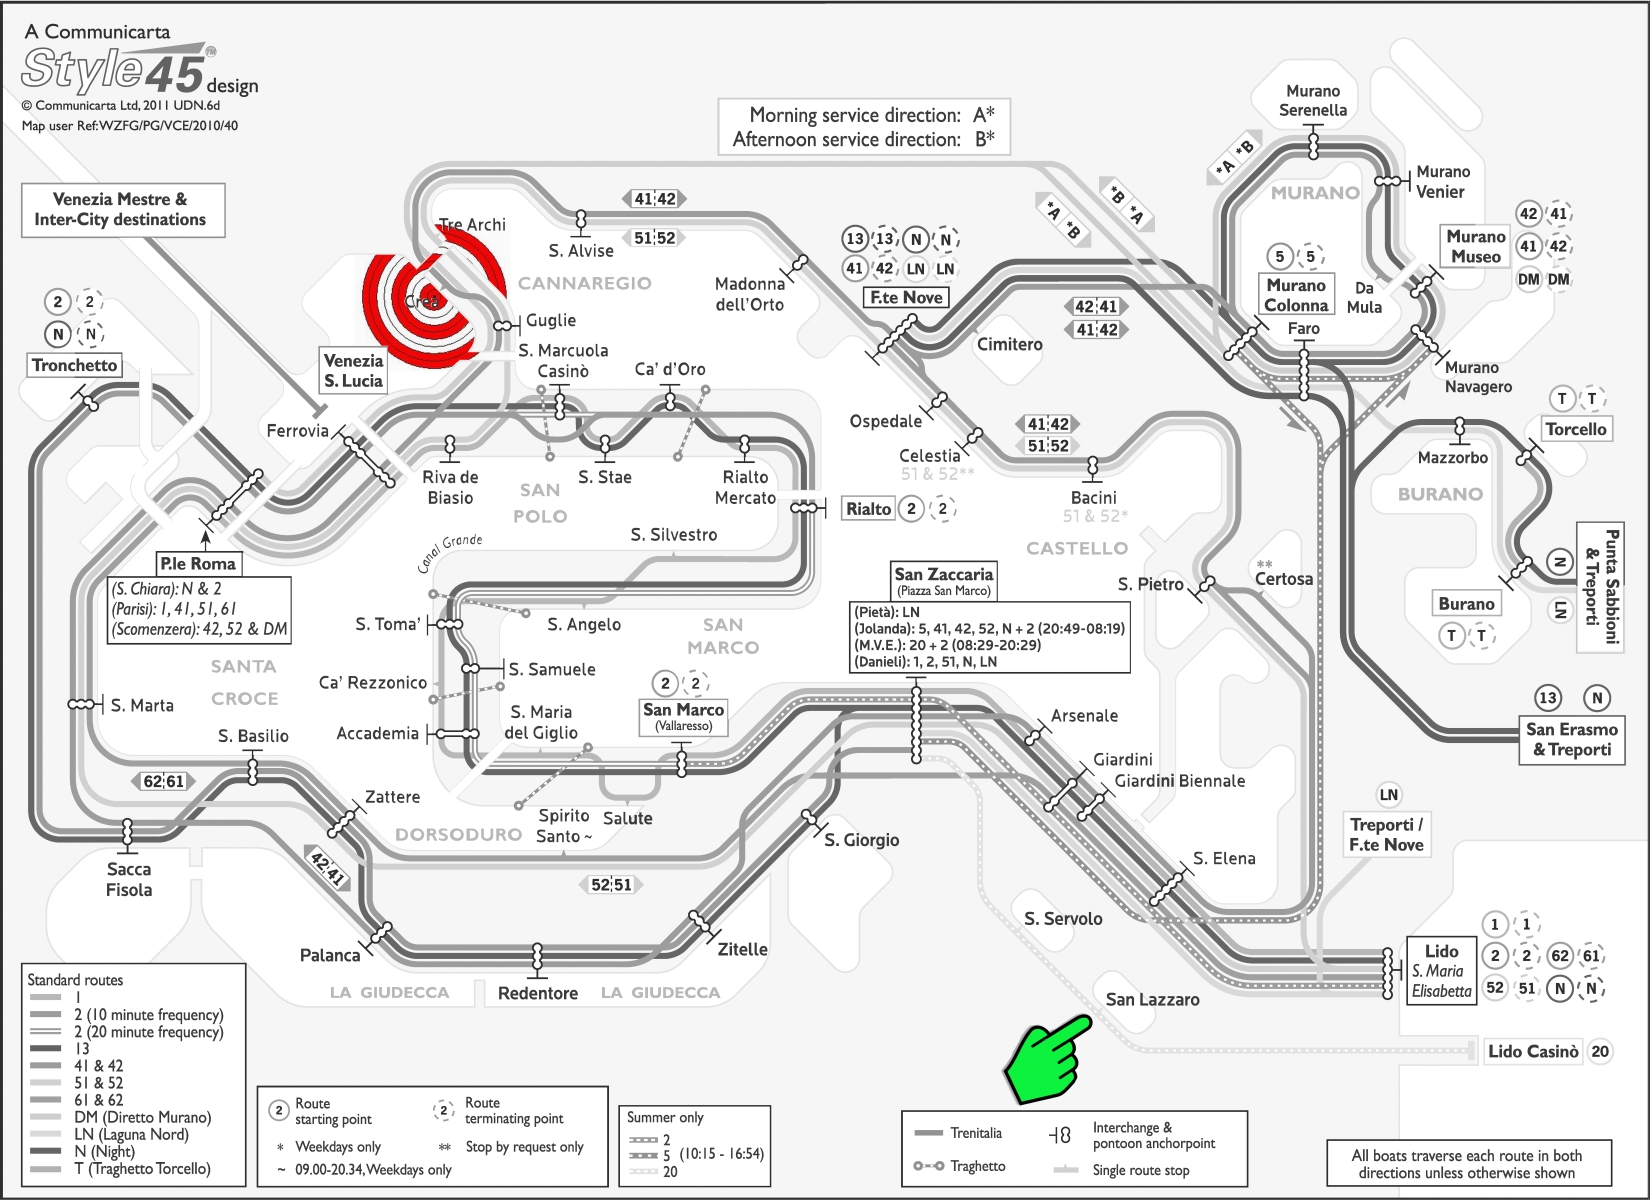 A Communicarta
Style45™
design
© Communicarta Ltd, 2011 UDN.6d
Map user Ref:WZFG/PG/VCE/2010/40
Morning service direction: A*
Afternoon service direction: B*
Venezia Mestre &
Inter-City destinations
Tre Archi
Crea
Guglie
S. Alvise
41 42
51 52
CANNAREGIO
Madonna
dell'Orto
13 13 N N
41 42 LN LN
F.te Nove
*A *B
*B *A
*A *B
Murano
Serenella
MURANO
Murano
Venier
42 41
41 42
DM DM
Murano
Museo
5 5
Murano
Colonna
Faro
Da
Mula
Murano
Navagero
42 41
41 42
Cimitero
2 2
N N
Tronchetto
Venezia
S. Lucia
Ferrovia
S. Marcuola
Casinò
Ca' d'Oro
Riva de
Biasio
S. Stae
Rialto
Mercato
SAN
POLO
Rialto 2 2
S. Silvestro
Canal Grande
Ospedale
Celestia
51 & 52**
41 42
51 52
Bacini
51 & 52*
CASTELLO
S. Pietro
**
Certosa
T T
Torcello
Mazzorbo
BURANO
Burano
T T
Punta Sabbioni
& Treporti
N
LN
13 N
San Erasmo
& Treporti
P.le Roma
(S. Chiara): N & 2
(Parisi): 1, 41, 51, 61
(Scomenzera): 42, 52 & DM
SANTA
CROCE
S. Marta
S. Basilio
62 61
Zattere
S. Toma'
S. Angelo
S. Samuele
Ca' Rezzonico
Accademia
S. Maria
del Giglio
SAN
MARCO
2 2
San Marco
(Vallaresso)
San Zaccaria
(Piazza San Marco)
(Pietà): LN
(Jolanda): 5, 41, 42, 52, N + 2 (20:49-08:19)
(M.V.E.): 20 + 2 (08:29-20:29)
(Danieli): 1, 2, 51, N, LN
Arsenale
Giardini
Giardini Biennale
S. Elena
LN
Treporti /
F.te Nove
DORSODURO
Spirito
Santo ~
Salute
S. Giorgio
Sacca
Fisola
42 41
52 51
Palanca
Redentore
Zitelle
LA GIUDECCA
LA GIUDECCA
S. Servolo
San Lazzaro
1 1
2 2 62 61
52 51 N N
Lido
S. Maria
Elisabetta
Lido Casinò 20
Standard routes
1
2 (10 minute frequency)
2 (20 minute frequency)
13
41 & 42
51 & 52
61 & 62
DM (Diretto Murano)
LN (Laguna Nord)
N (Night)
T (Traghetto Torcello)
2 Route
starting point
2 Route
terminating point
* Weekdays only
** Stop by request only
~ 09.00-20.34, Weekdays only
Summer only
2
5 (10:15 - 16:54)
20
Trenitalia
Traghetto
Interchange &
pontoon anchorpoint
Single route stop
All boats traverse each route in both
directions unless otherwise shown